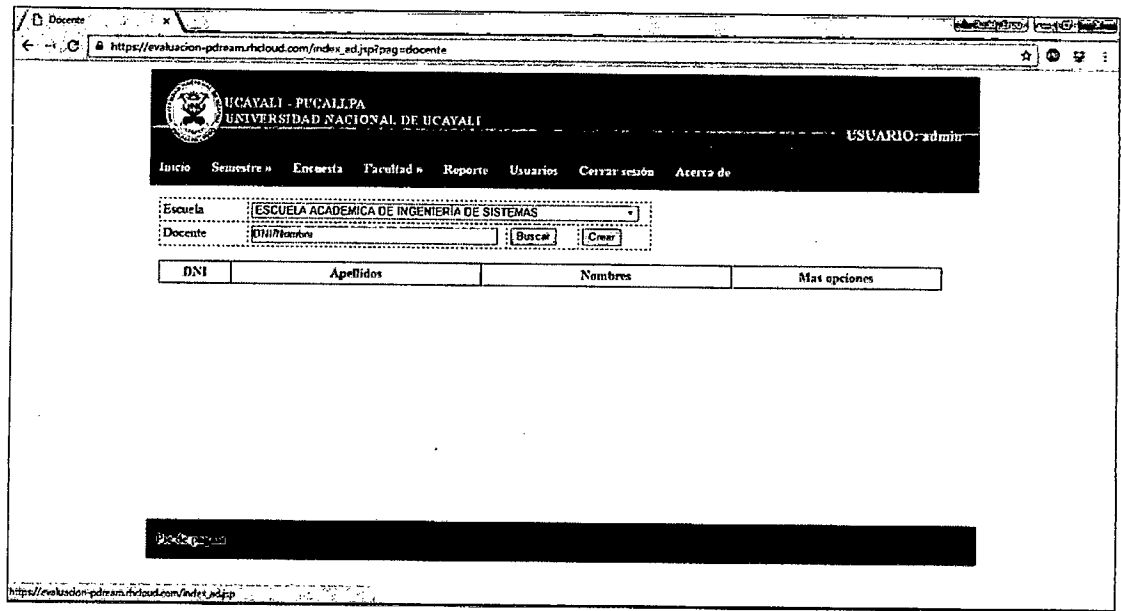 Docente
https://evaluacion-pdream.rhcloud.com/index_ad.jsp?pag=docente
UCAYALI - PUCALLPA
UNIVERSIDAD NACIONAL DE UCAYALI
USUARIO: admin
Inicio Semestre » Encuesta Facultad » Reporte Usuarios Cerrar sesión Acerca de
Escuela ESCUELA ACADEMICA DE INGENIERIA DE SISTEMAS
Docente DNI/Nombre Buscar Crear
DNI Apellidos Nombres Mas opciones
Pie de pagina
https://evaluacion-pdream.rhcloud.com/index_ad.jsp